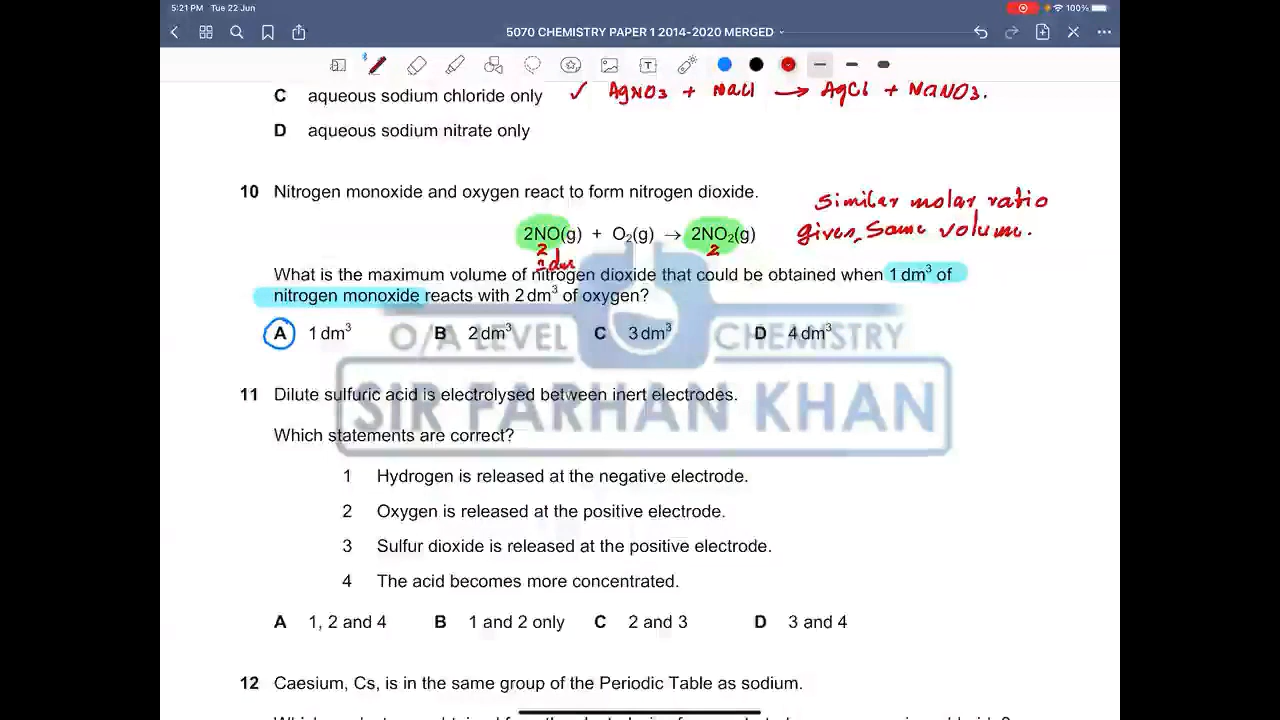 5:21 PM Tue 22 Jun
100%
5070 CHEMISTRY PAPER 1 2014-2020 MERGED
C aqueous sodium chloride only ✓ AgNO3 + NaCl → AgCl + NaNO3.
D aqueous sodium nitrate only
10 Nitrogen monoxide and oxygen react to form nitrogen dioxide.
Similar molar ratio
gives, same volume.
2NO(g) + O₂(g) → 2NO₂(g)
2 2
What is the maximum volume of nitrogen dioxide that could be obtained when 1 dm³ of
nitrogen monoxide reacts with 2 dm³ of oxygen?
A 1 dm³ B 2 dm³ C 3 dm³ D 4 dm³
O/A LEVEL CHEMISTRY
SIR FARHAN KHAN
11 Dilute sulfuric acid is electrolysed between inert electrodes.
Which statements are correct?
1 Hydrogen is released at the negative electrode.
2 Oxygen is released at the positive electrode.
3 Sulfur dioxide is released at the positive electrode.
4 The acid becomes more concentrated.
A 1, 2 and 4 B 1 and 2 only C 2 and 3 D 3 and 4
12 Caesium, Cs, is in the same group of the Periodic Table as sodium.